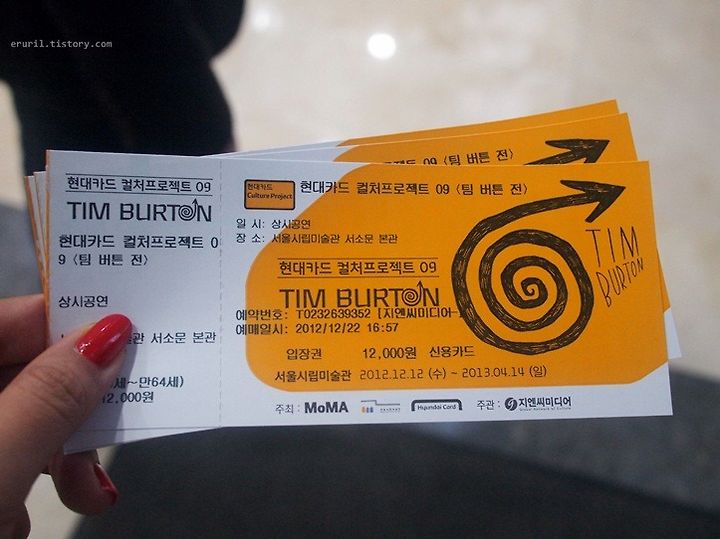 eruril.tistory.com
09 〈팀 버튼 전〉
현대카드 컬처프로젝트 09
TIM BURTON
현대카드 컬처프로젝트 0
9 〈팀 버튼 전〉
상시공연
서소문 본관
~만64세)
12,000원
현대카드
Culture Project
현대카드 컬처프로젝트 09 〈팀 버튼 전〉
일 시: 상시공연
장 소: 서울시립미술관 서소문 본관
현대카드 컬처프로젝트 09
TIM BURTON
예약번호: T0232639352 [지엔씨미디어-
예매일시: 2012/12/22 16:57
입장권 12,000원 신용카드
서울시립미술관 2012.12.12 (수) ~ 2013.04.14 (일)
TIM
BURTON
주최: MoMA Hyundai Card 주관: 지엔씨미디어